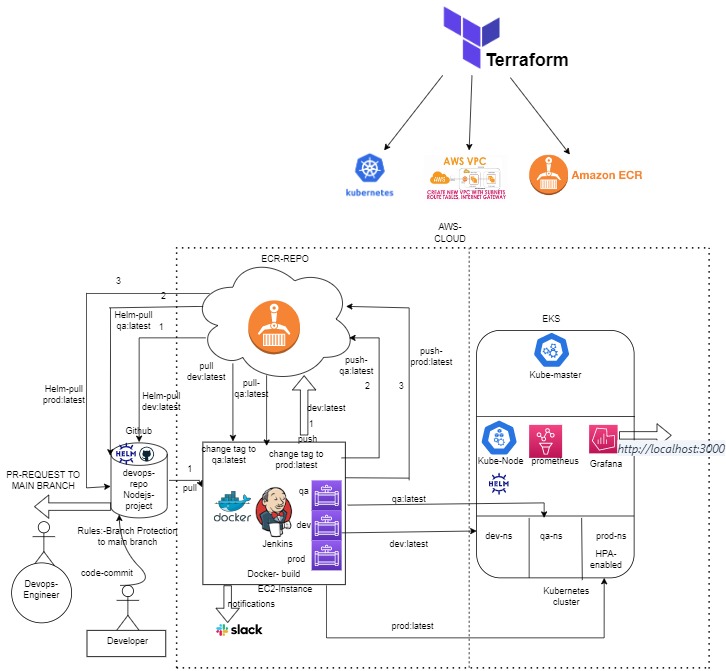 Terraform
kubernetes
AWS VPC
AWS
CREATE NEW VPC WITH SUBNETS
ROUTE TABLES, INTERNET GATEWAY
Amazon ECR
AWS-
CLOUD
ECR-REPO
3
2
Helm-pull
qa:latest
1
EKS
Kube-master
push-
qa:latest
2
push-
prod:latest
3
pull
dev:latest
pull-
qa:latest
Helm-pull
prod:latest
Helm-pull
dev:latest
dev:latest
1
push
Github
HELM
devops-
repo
Nodejs-
project
1
pull
change tag to
qa:latest
change tag to
prod:latest
Kube-Node
HELM
prometheus
Grafana
http://localhost:3000
PR-REQUEST TO
MAIN BRANCH
Rules:-Branch Protection
to main branch
docker
Jenkins
qa
dev
prod
Docker- build
EC2-Instance
qa:latest
dev:latest
dev-ns
qa-ns
prod-ns
HPA-
enabled
Kubernetes
cluster
code-commit
Devops-
Engineer
Developer
notifications
slack
prod:latest